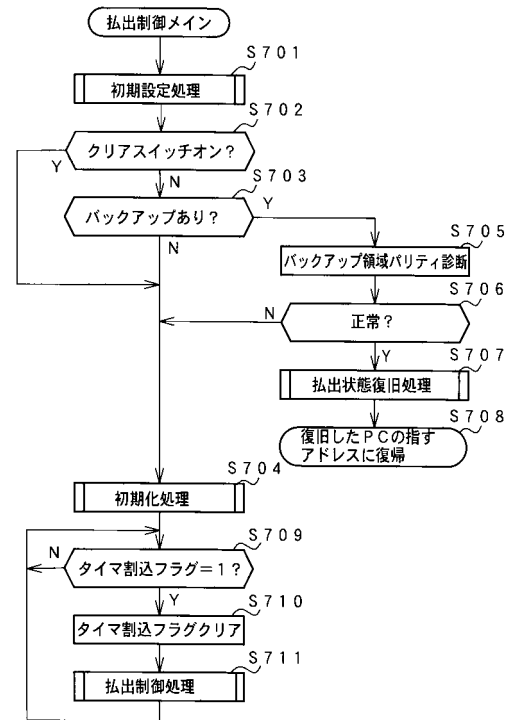 払出制御メイン
S701
初期設定処理
S702
クリアスイッチオン？
Y
N
S703
バックアップあり？
Y
N
S705
バックアップ領域パリティ診断
S706
正常？
N
Y
S707
払出状態復旧処理
S708
復旧したＰＣの指す
アドレスに復帰
S704
初期化処理
S709
タイマ割込フラグ＝１？
N
Y
S710
タイマ割込フラグクリア
S711
払出制御処理